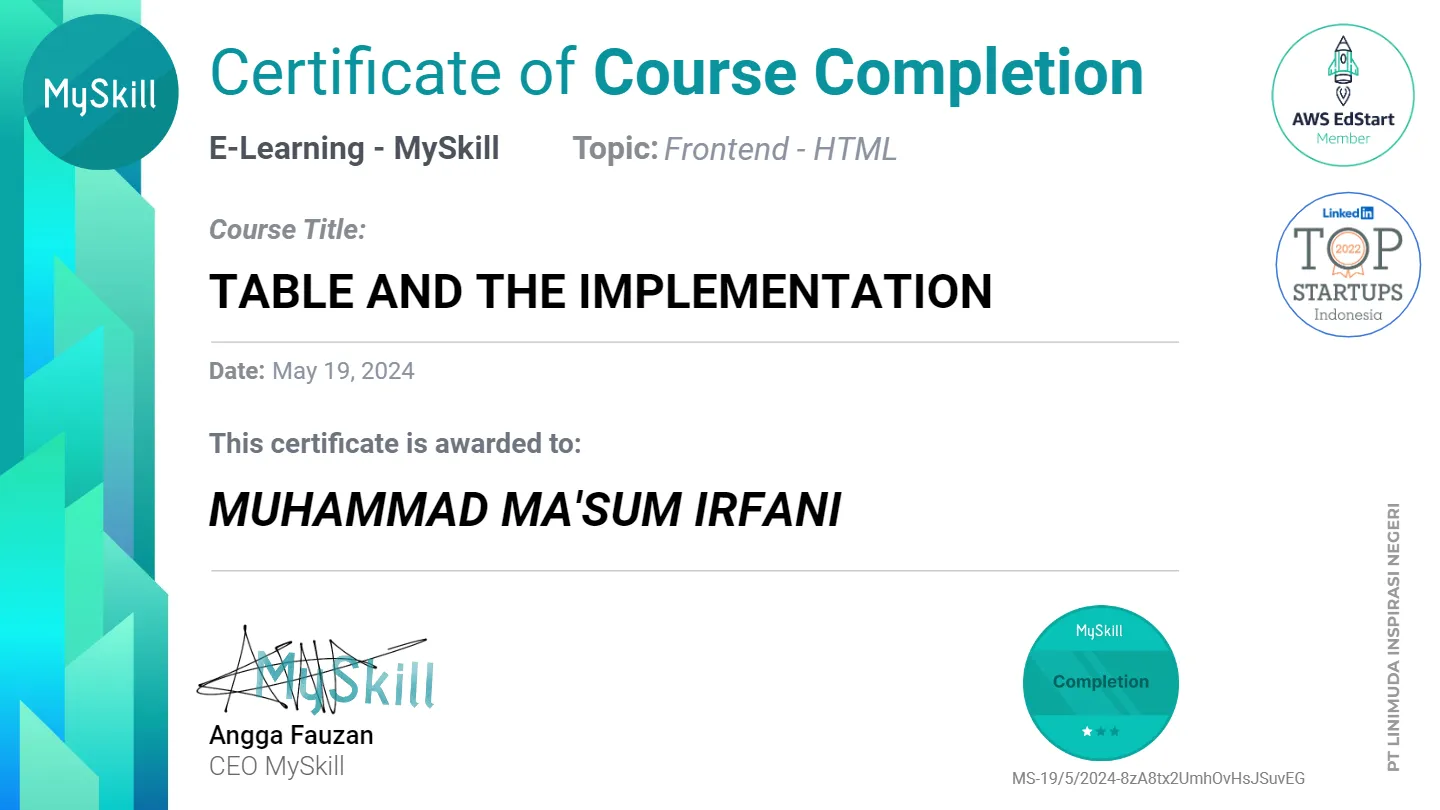 MySkill
Certificate of Course Completion
E-Learning - MySkill Topic: Frontend - HTML
AWS EdStart
Member
Linked in
TOP
2022
STARTUPS
Indonesia
Course Title:
TABLE AND THE IMPLEMENTATION
Date: May 19, 2024
This certificate is awarded to:
MUHAMMAD MA'SUM IRFANI
MySkill
Angga Fauzan
CEO MySkill
MySkill
Completion
MS-19/5/2024-8zA8tx2UmhOvHsJSuvEG
PT LINIMUDA INSPIRASI NEGERI